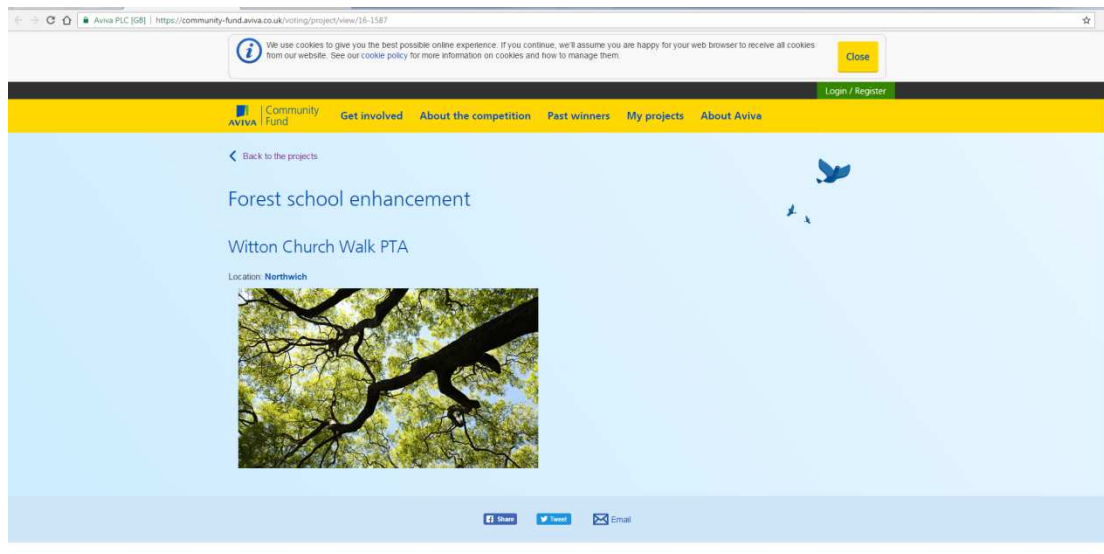 Aviva PLC [GB] | https://community-fund.aviva.co.uk/voting/project/view/16-1587
We use cookies to give you the best possible online experience. If you continue, we'll assume you are happy for your web browser to receive all cookies
from our website. See our cookie policy for more information on cookies and how to manage them.
Close
Login / Register
AVIVA
Community
Fund
Get involved About the competition Past winners My projects About Aviva
Back to the projects
Forest school enhancement
Witton Church Walk PTA
Location: Northwich
Share Tweet Email